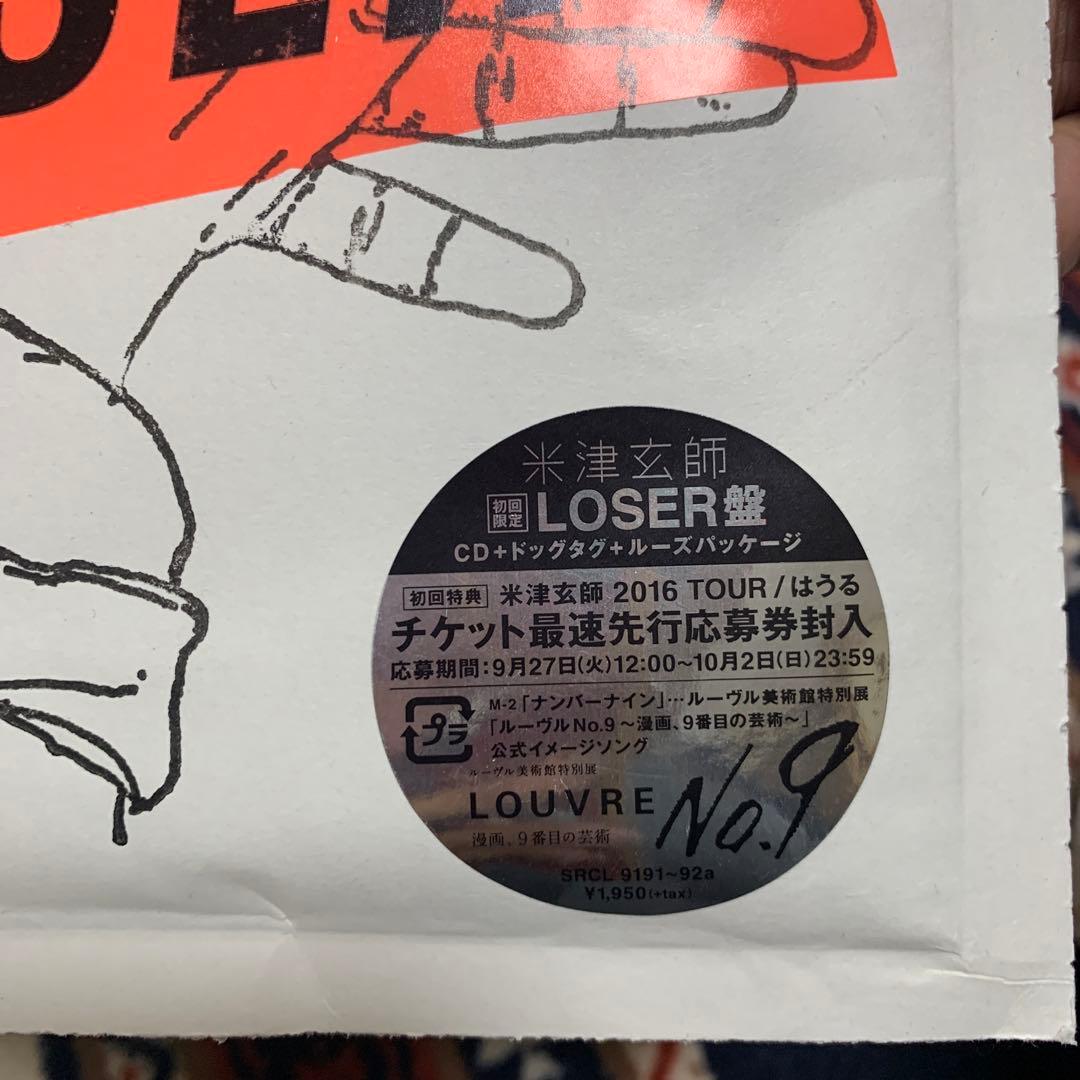 米津玄師
初回限定 LOSER盤
CD+ドッグタグ+ルーズパッケージ
初回特典 米津玄師 2016 TOUR / はうる
チケット最速先行応募券封入
応募期間:9月27日(火)12:00~10月2日(日)23:59
プラ
M-2「ナンバーナイン」…ルーヴル美術館特別展
「ルーヴルNo.9 ~漫画、9番目の芸術~」
公式イメージソング
ルーヴル美術館特別展
LOUVRE No.9
漫画、9番目の芸術
SRCL 9191~92a
¥1,950(+tax)